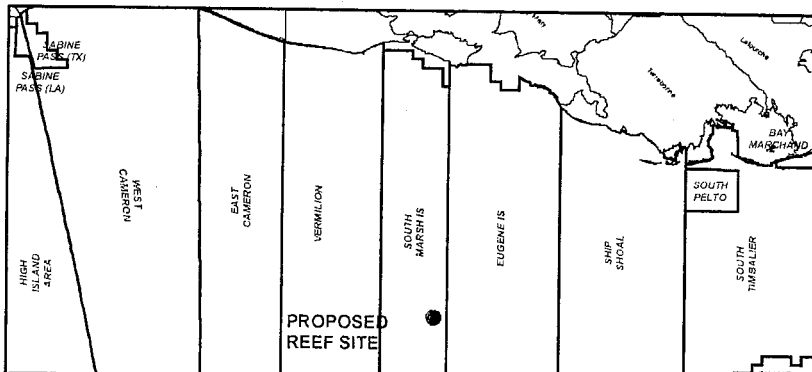 SABINE
PASS (TX)
SABINE
PASS (LA)
Lafourche
Terrebonne
BAY
MARCHAND
WEST
CAMERON
EAST
CAMERON
VERMILION
SOUTH
MARSH IS
EUGENE IS
SHIP
SHOAL
SOUTH
PELTO
SOUTH
TIMBALIER
HIGH
ISLAND
AREA
PROPOSED
REEF SITE